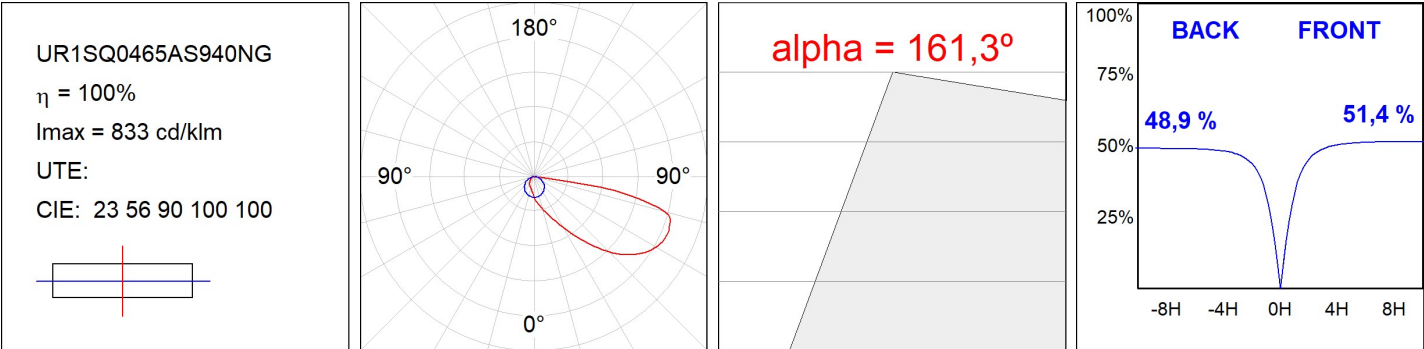 UR1SQ0465AS940NG
η = 100%
Imax = 833 cd/klm
UTE:
CIE: 23 56 90 100 100
180°
90°
90°
0°
alpha = 161,3º
100%
BACK
FRONT
75%
48,9 %
51,4 %
50%
25%
-8H
-4H
0H
4H
8H